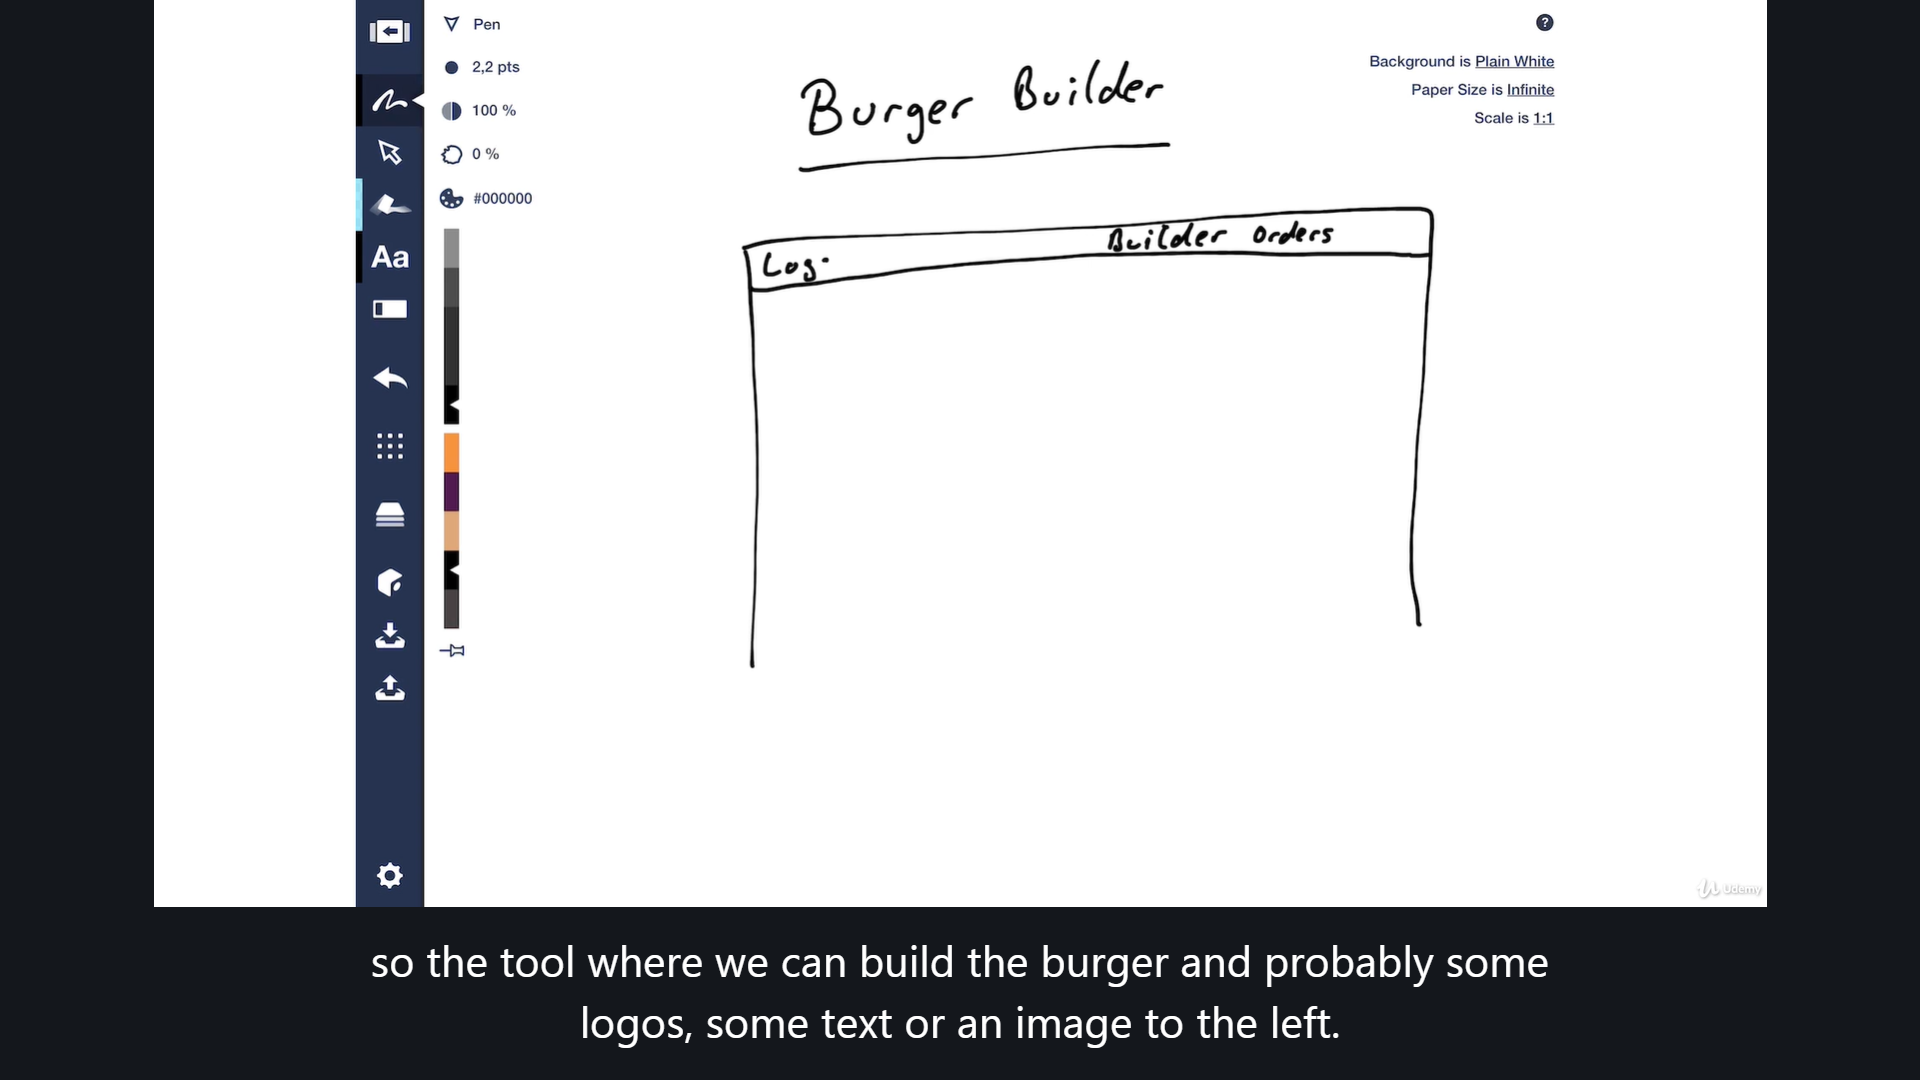 Pen
2,2 pts
100 %
0 %
#000000
Aa
?
Background is Plain White
Paper Size is Infinite
Scale is 1:1
Burger Builder
Builder Orders
Log.
Udemy
so the tool where we can build the burger and probably some
logos, some text or an image to the left.